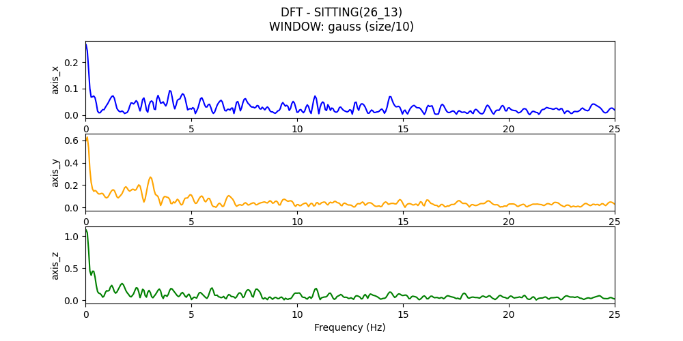 DFT - SITTING(26_13)
WINDOW: gauss (size/10)
axis_x
0.2
0.1
0.0
0 5 10 15 20 25
axis_y
0.6
0.4
0.2
0.0
0 5 10 15 20 25
axis_z
1.0
0.5
0.0
0 5 10 15 20 25
Frequency (Hz)